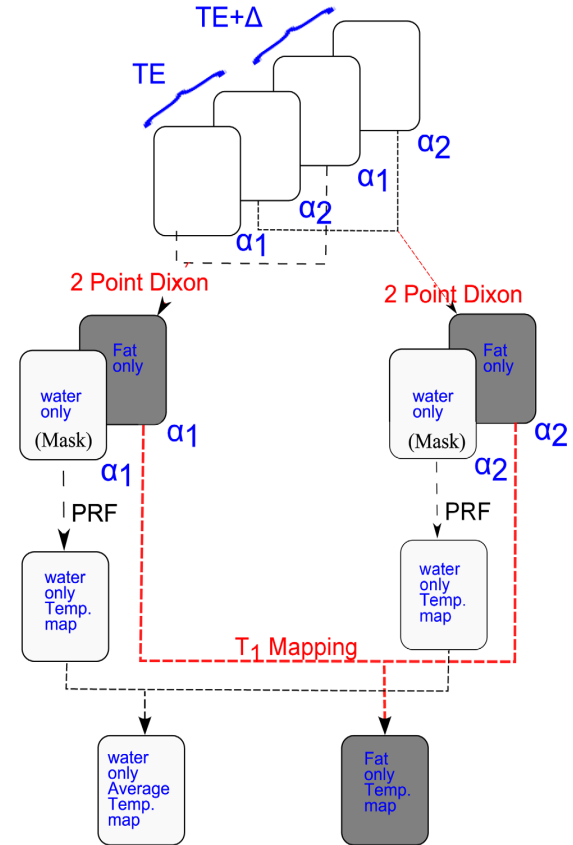 TE+Δ
TE
α2
α1
α2
α1
2 Point Dixon
2 Point Dixon
Fat
only
water
only
(Mask)
α1
α1
Fat
only
water
only
(Mask)
α2
α2
PRF
PRF
water
only
Temp.
map
water
only
Temp.
map
T1 Mapping
water
only
Average
Temp.
map
Fat
only
Temp.
map